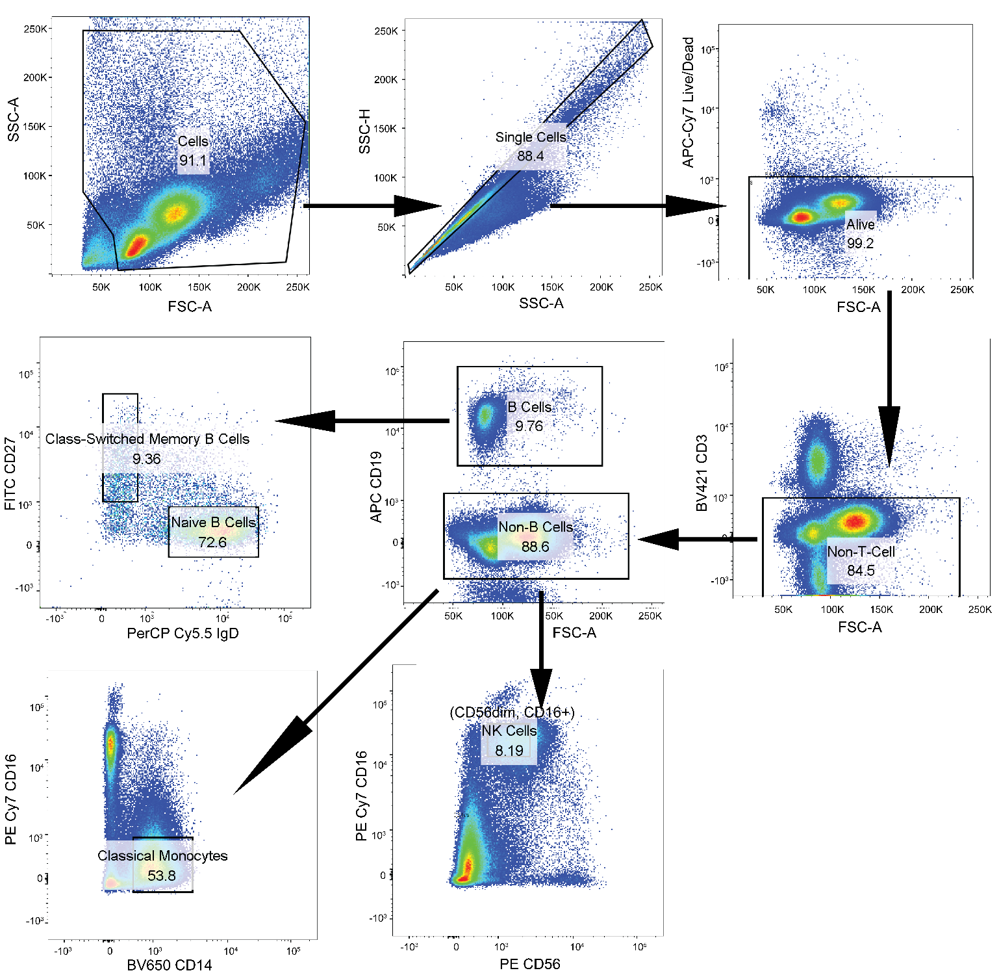 250K
200K
150K
100K
50K
SSC-A
Cells
91.1
50K 100K 150K 200K 250K
FSC-A
250K
200K
150K
100K
50K
SSC-H
Single Cells
88.4
50K 100K 150K 200K 250K
SSC-A
10⁵
10⁴
10³
0
-10³
APC-Cy7 Live/Dead
Alive
99.2
50K 100K 150K 200K 250K
FSC-A
10⁵
10⁴
10³
0
-10³
FITC CD27
Class-Switched Memory B Cells
9.36
Naive B Cells
72.6
-10³ 0 10³ 10⁴ 10⁵
PerCP Cy5.5 IgD
10⁵
10⁴
10³
0
-10³
APC CD19
B Cells
9.76
Non-B Cells
88.6
50K 100K 150K 200K 250K
FSC-A
10⁵
10⁴
10³
0
-10³
BV421 CD3
Non-T-Cell
84.5
50K 100K 150K 200K 250K
FSC-A
10⁵
10⁴
10³
0
-10³
PE Cy7 CD16
Classical Monocytes
53.8
-10³ 0 10³ 10⁴ 10⁵
BV650 CD14
10⁵
10⁴
10³
0
-10³
PE Cy7 CD16
(CD56dim, CD16+)
NK Cells
8.19
-10³ 0 10³ 10⁴ 10⁵
PE CD56